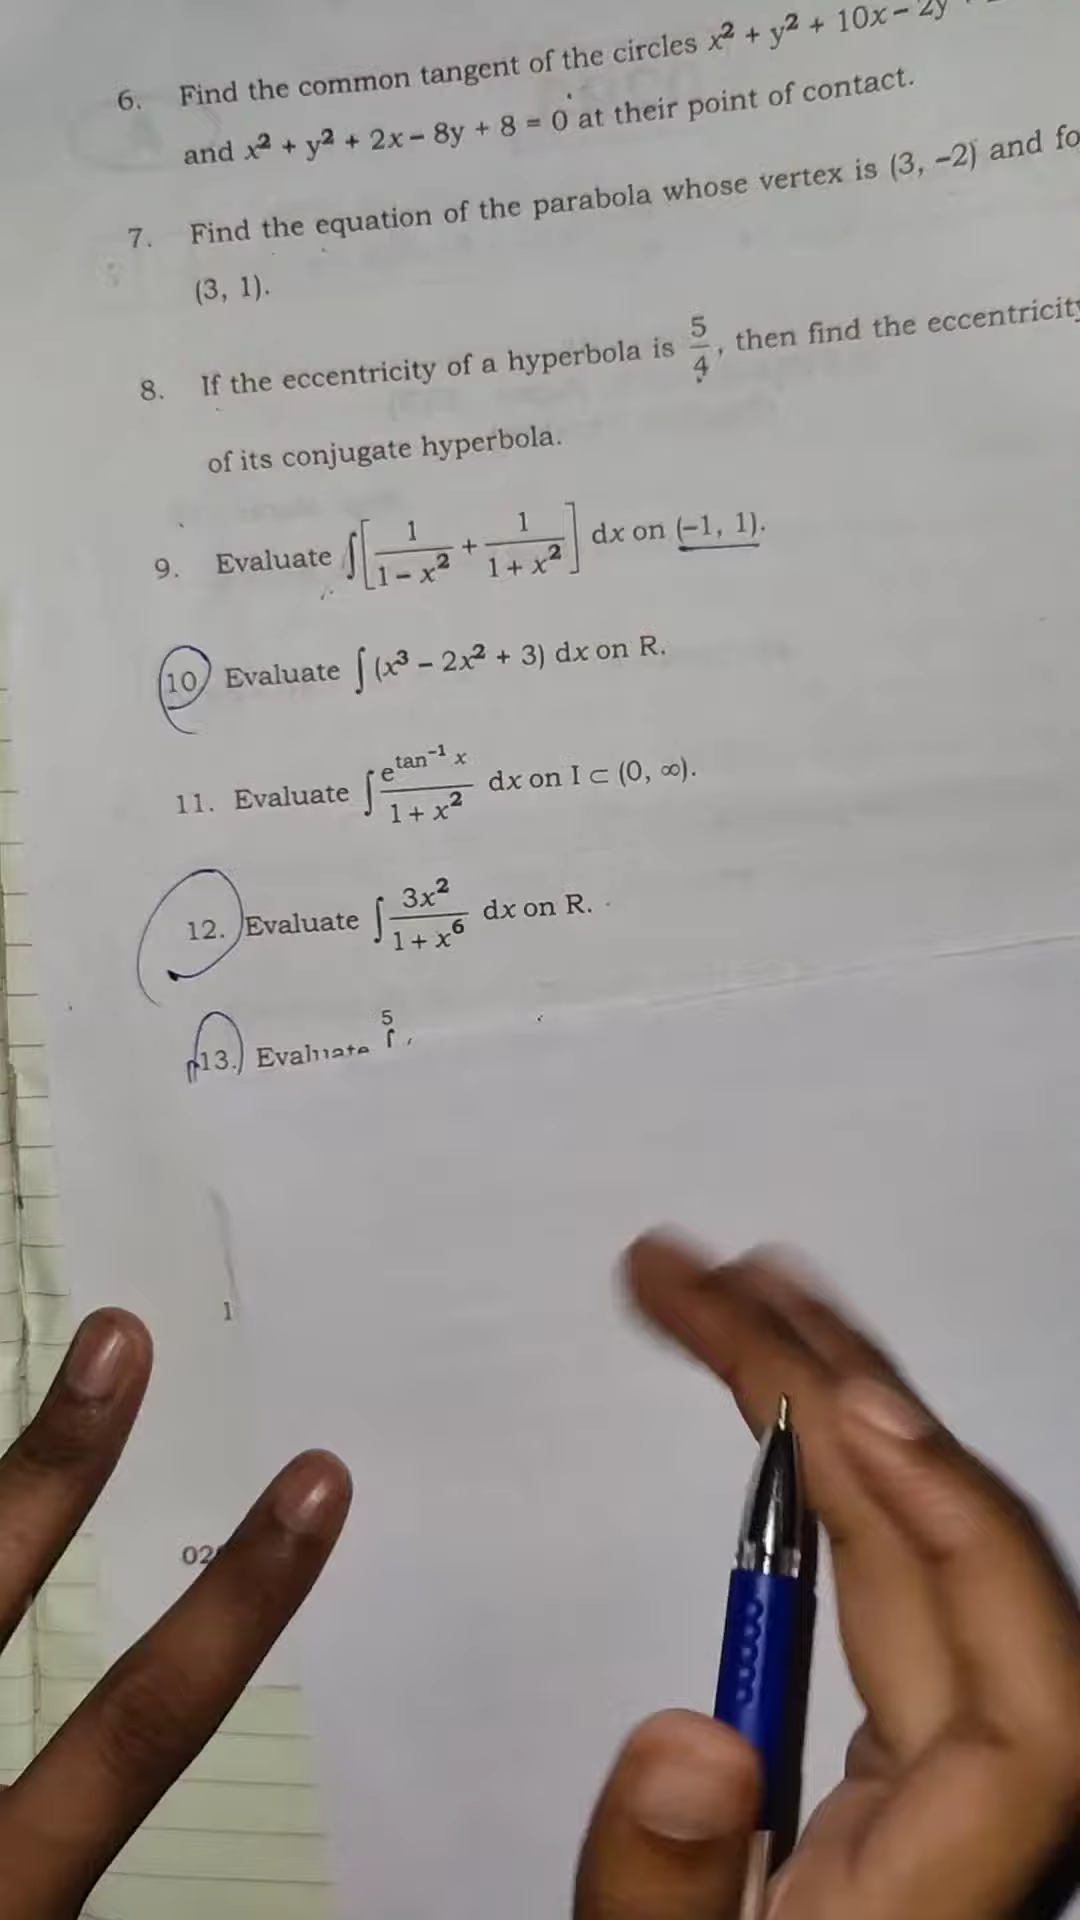 6. Find the common tangent of the circles x² + y² + 10x – 2y
and x² + y² + 2x – 8y + 8 = 0 at their point of contact.
7. Find the equation of the parabola whose vertex is (3, –2) and
(3, 1).
8. If the eccentricity of a hyperbola is 5/4, then find the eccentricity
of its conjugate hyperbola.
9. Evaluate ∫[1/(1 – x²) + 1/(1 + x²)] dx on (–1, 1).
10 Evaluate ∫(x³ – 2x² + 3) dx on R.
11. Evaluate ∫ e^(tan⁻¹ x)/(1 + x²) dx on I ⊂ (0, ∞).
12. Evaluate ∫ 3x²/(1 + x⁶) dx on R.
13. Evaluate 5
1
02